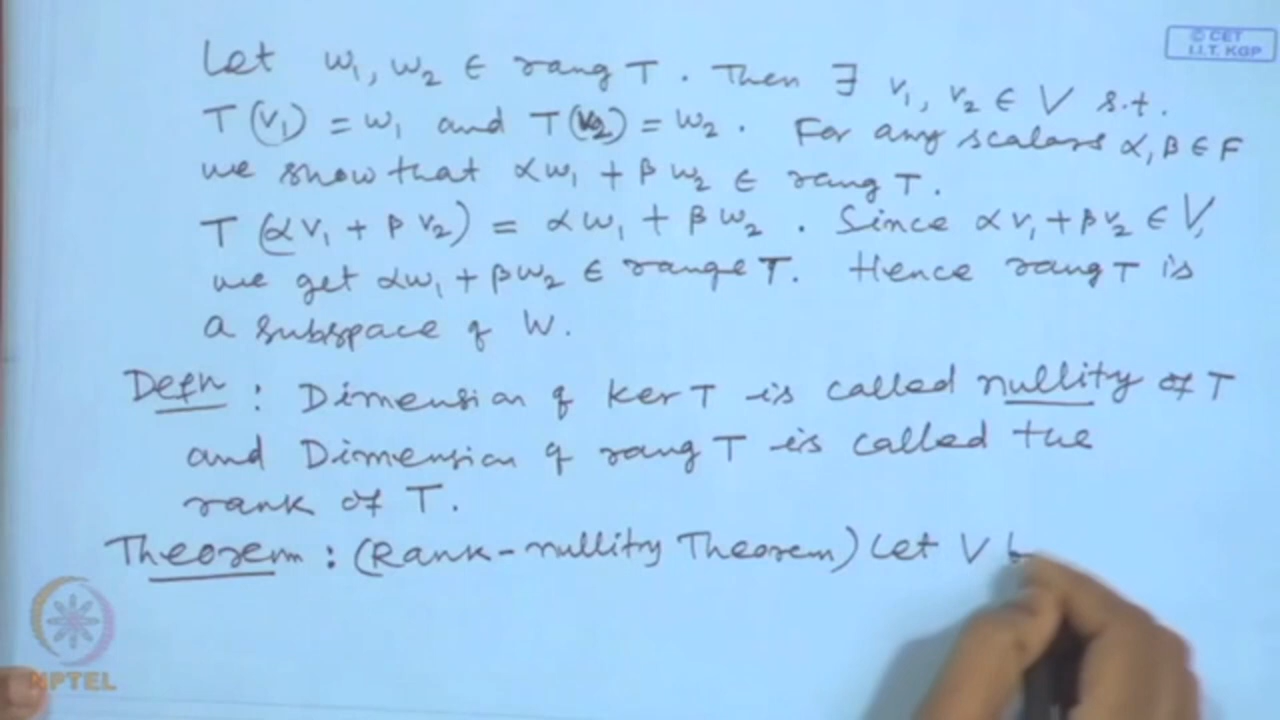 © CET
I.I.T. KGP
Let w₁, w₂ ∈ rang T. Then ∃ v₁, v₂ ∈ V s.t.
T(v₁) = w₁ and T(v₂) = w₂. For any scalars α, β ∈ F
we show that αw₁ + βw₂ ∈ rang T.
T(αv₁ + βv₂) = αw₁ + βw₂. Since αv₁ + βv₂ ∈ V,
we get αw₁ + βw₂ ∈ range T. Hence rang T is
a subspace of W.
Defn: Dimension of ker T is called nullity of T
and Dimension of rang T is called the
rank of T.
Theorem: (Rank-nullity Theorem) Let V b
NPTEL